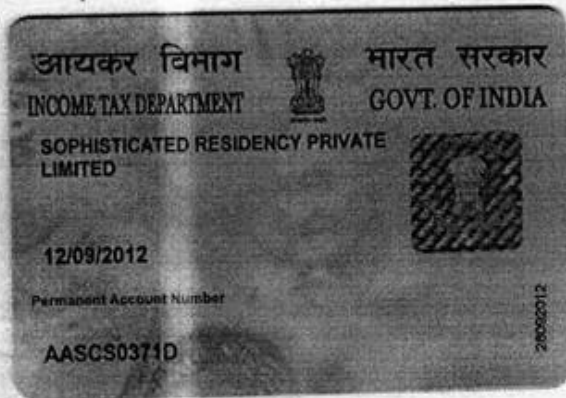 आयकर विभाग
INCOME TAX DEPARTMENT
भारत सरकार
GOVT. OF INDIA
SOPHISTICATED RESIDENCY PRIVATE
LIMITED
12/09/2012
Permanent Account Number
AASCS0371D
28092012